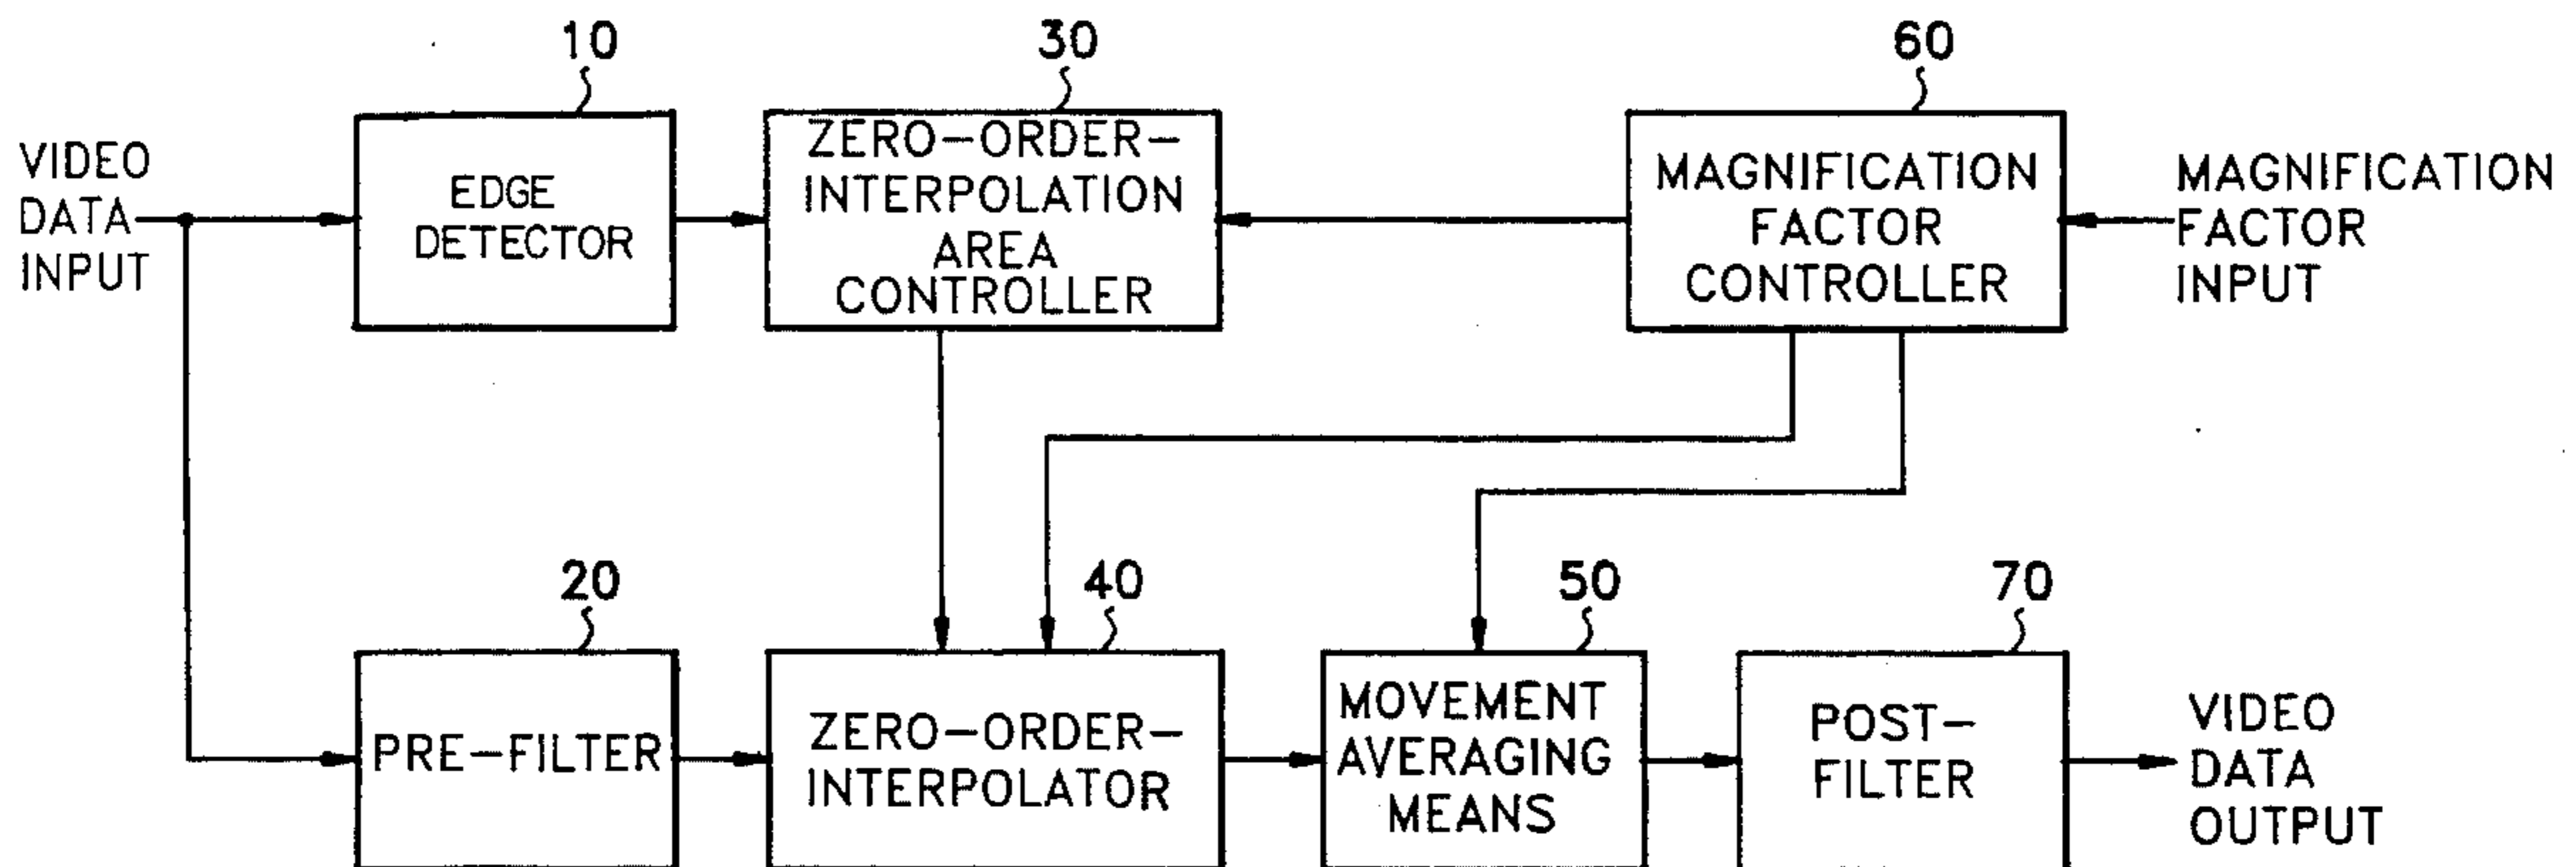 10
30
60
VIDEO
DATA
INPUT
EDGE
DETECTOR
ZERO-ORDER-
INTERPOLATION
AREA
CONTROLLER
MAGNIFICATION
FACTOR
CONTROLLER
MAGNIFICATION
FACTOR
INPUT
20
40
50
70
PRE-FILTER
ZERO-ORDER-
INTERPOLATOR
MOVEMENT
AVERAGING
MEANS
POST-
FILTER
VIDEO
DATA
OUTPUT